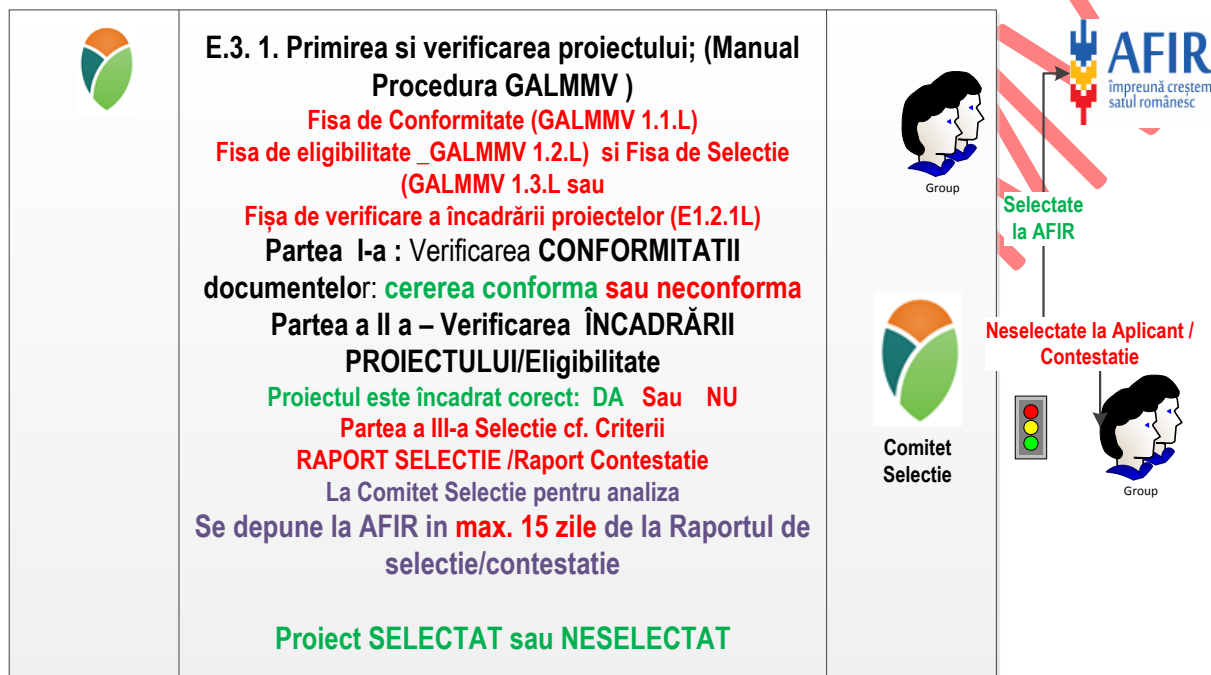 E.3. 1. Primirea si verificarea proiectului; (Manual
Procedura GALMMV )
Fisa de Conformitate (GALMMV 1.1.L)
Fisa de eligibilitate _GALMMV 1.2.L) si Fisa de Selectie
(GALMMV 1.3.L sau
Fișa de verificare a încadrării proiectelor (E1.2.1L)
Partea I-a : Verificarea CONFORMITATII
documentelor: cererea conforma sau neconforma
Partea a II a – Verificarea ÎNCADRĂRII
PROIECTULUI/Eligibilitate
Proiectul este încadrat corect: DA Sau NU
Partea a III-a Selectie cf. Criterii
RAPORT SELECTIE /Raport Contestatie
La Comitet Selectie pentru analiza
Se depune la AFIR in max. 15 zile de la Raportul de
selectie/contestatie
Proiect SELECTAT sau NESELECTAT
Group
Comitet
Selectie
AFIR
împreună creștem
satul românesc
Selectate
la AFIR
Neselectate la Aplicant /
Contestatie
Group